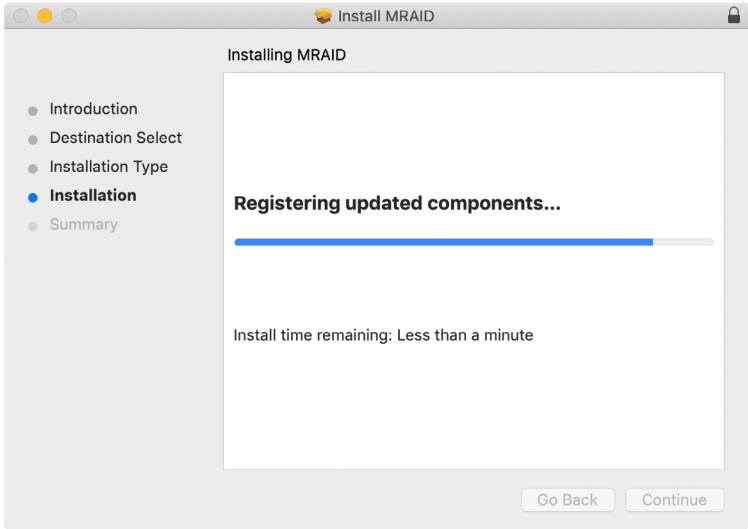 Install MRAID
Installing MRAID
Introduction
Destination Select
Installation Type
Installation
Summary
Registering updated components...
Install time remaining: Less than a minute
Go Back
Continue